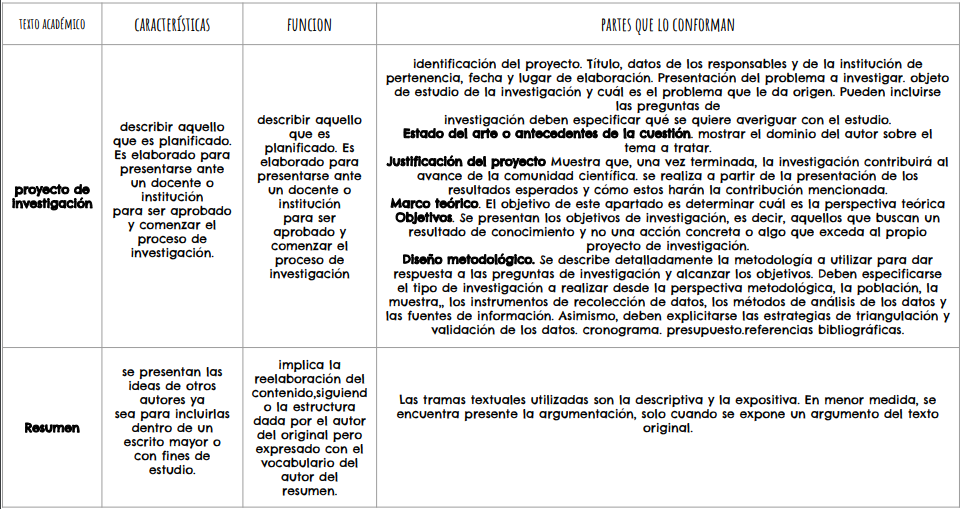 TEXTO ACADÉMICO
CARACTERÍSTICAS
FUNCION
PARTES QUE LO CONFORMAN
proyecto de
investigación
describir aquello
que es planificado.
Es elaborado para
presentarse ante
un docente o
institución
para ser aprobado
y comenzar el
proceso de
investigación.
describir aquello
que es
planificado. Es
elaborado para
presentarse ante
un docente o
institución
para ser
aprobado y
comenzar el
proceso de
investigación
identificación del proyecto. Título, datos de los responsables y de la institución de
pertenencia, fecha y lugar de elaboración. Presentación del problema a investigar. objeto
de estudio de la investigación y cuál es el problema que le da origen. Pueden incluirse
las preguntas de
investigación deben especificar qué se quiere averiguar con el estudio.
Estado del arte o antecedentes de la cuestión. mostrar el dominio del autor sobre el
tema a tratar.
Justificación del proyecto Muestra que, una vez terminada, la investigación contribuirá al
avance de la comunidad científica. se realiza a partir de la presentación de los
resultados esperados y cómo estos harán la contribución mencionada.
Marco teórico. El objetivo de este apartado es determinar cuál es la perspectiva teórica
Objetivos. Se presentan los objetivos de investigación, es decir, aquellos que buscan un
resultado de conocimiento y no una acción concreta o algo que exceda al propio
proyecto de investigación.
Diseño metodológico. Se describe detalladamente la metodología a utilizar para dar
respuesta a las preguntas de investigación y alcanzar los objetivos. Deben especificarse
el tipo de investigación a realizar desde la perspectiva metodológica, la población, la
muestra,, los instrumentos de recolección de datos, los métodos de análisis de los datos y
las fuentes de información. Asimismo, deben explicitarse las estrategias de triangulación y
validación de los datos. cronograma. presupuesto.referencias bibliográficas.
Resumen
se presentan las
ideas de otros
autores ya
sea para incluirlas
dentro de un
escrito mayor o
con fines de
estudio.
implica la
reelaboración del
contenido,siguiend
o la estructura
dada por el autor
del original pero
expresado con el
vocabulario del
autor del
resumen.
Las tramas textuales utilizadas son la descriptiva y la expositiva. En menor medida, se
encuentra presente la argumentación, solo cuando se expone un argumento del texto
original.